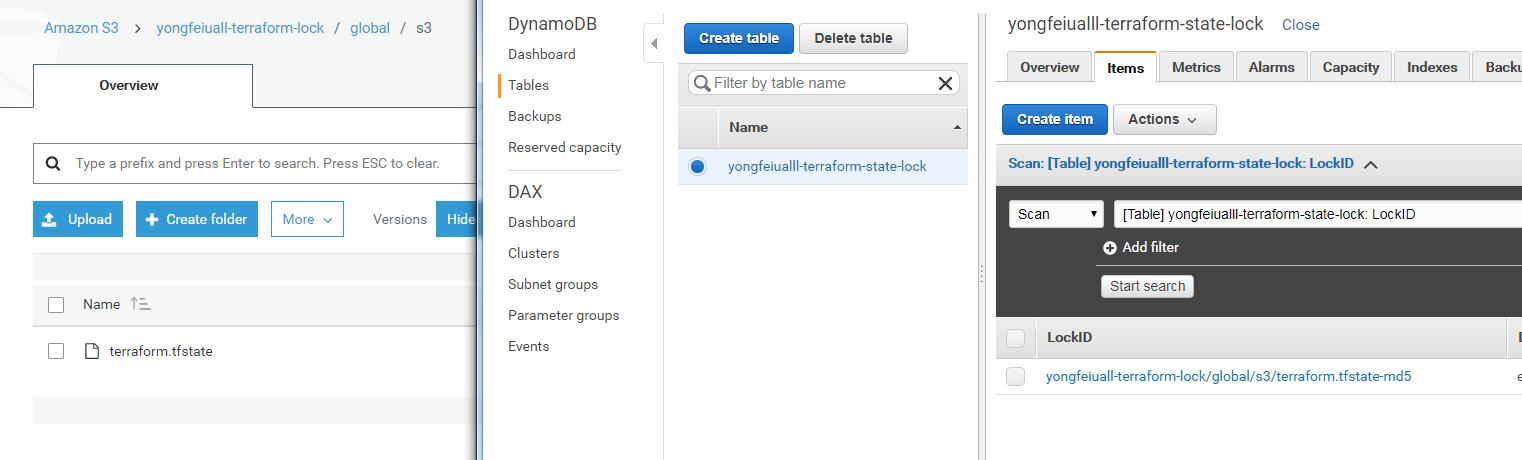 Amazon S3 > yongfeiuall-terraform-lock / global / s3
Overview
Type a prefix and press Enter to search. Press ESC to clear.
Upload
Create folder
More
Versions
Hide
Name
terraform.tfstate
DynamoDB
Dashboard
Tables
Backups
Reserved capacity
DAX
Dashboard
Clusters
Subnet groups
Parameter groups
Events
Create table
Delete table
Filter by table name
Name
yongfeiualll-terraform-state-lock
yongfeiualll-terraform-state-lock Close
Overview
Items
Metrics
Alarms
Capacity
Indexes
Backu
Create item
Actions
Scan: [Table] yongfeiualll-terraform-state-lock: LockID
Scan
[Table] yongfeiualll-terraform-state-lock: LockID
Add filter
Start search
LockID
yongfeiuall-terraform-lock/global/s3/terraform.tfstate-md5